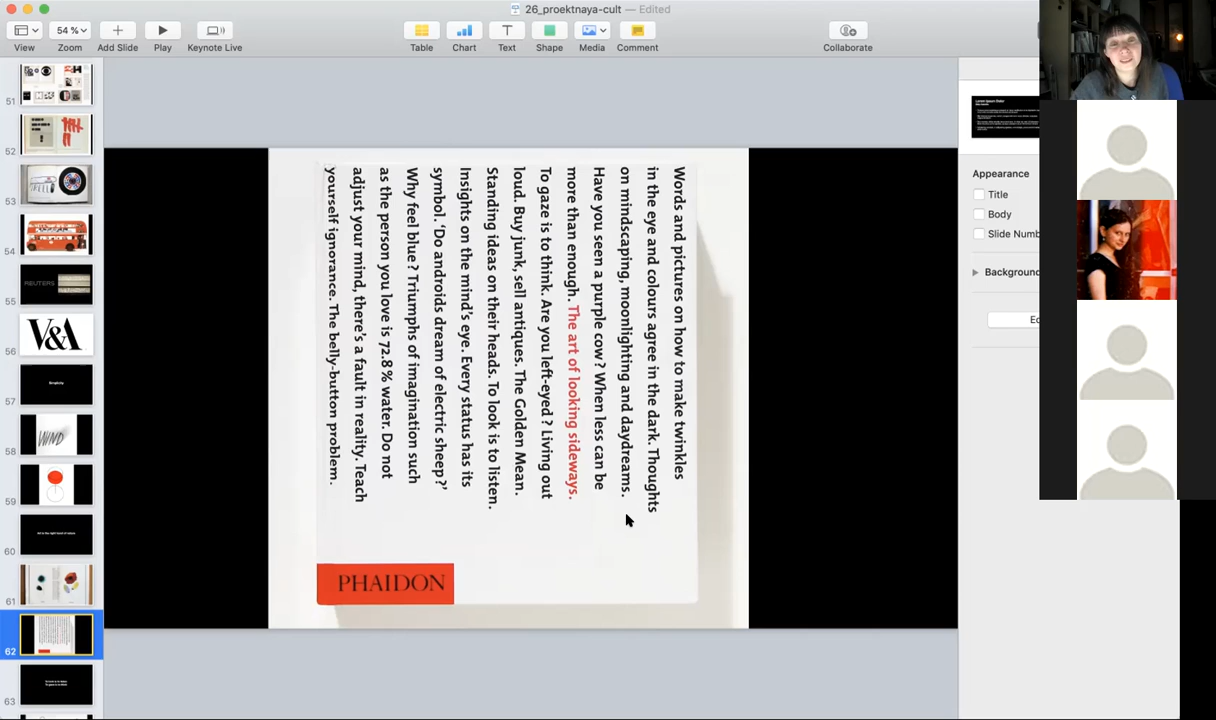 26_proektnaya-cult — Edited
54 %
View
Zoom
Add Slide
Play
Keynote Live
Table
Chart
Text
Shape
Media
Comment
Collaborate
51
52
53
54
55
REUTERS
56
V&A
57
Simplicity
58
WIND
59
60
61
62
63
Words and pictures on how to make twinkles
in the eye and colours agree in the dark. Thoughts
on mindscaping, moonlighting and daydreams.
Have you seen a purple cow? When less can be
more than enough. The art of looking sideways.
To gaze is to think. Are you left-eyed? Living out
loud. Buy junk, sell antiques. The Golden Mean.
Standing ideas on their heads. To look is to listen.
Insights on the mind's eye. Every status has its
symbol. 'Do androids dream of electric sheep?'
Why feel blue? Triumphs of imagination such
as the person you love is 72.8% water. Do not
adjust your mind, there's a fault in reality. Teach
yourself ignorance. The belly-button problem.
PHAIDON
Appearance
Title
Body
Slide Numb
Background